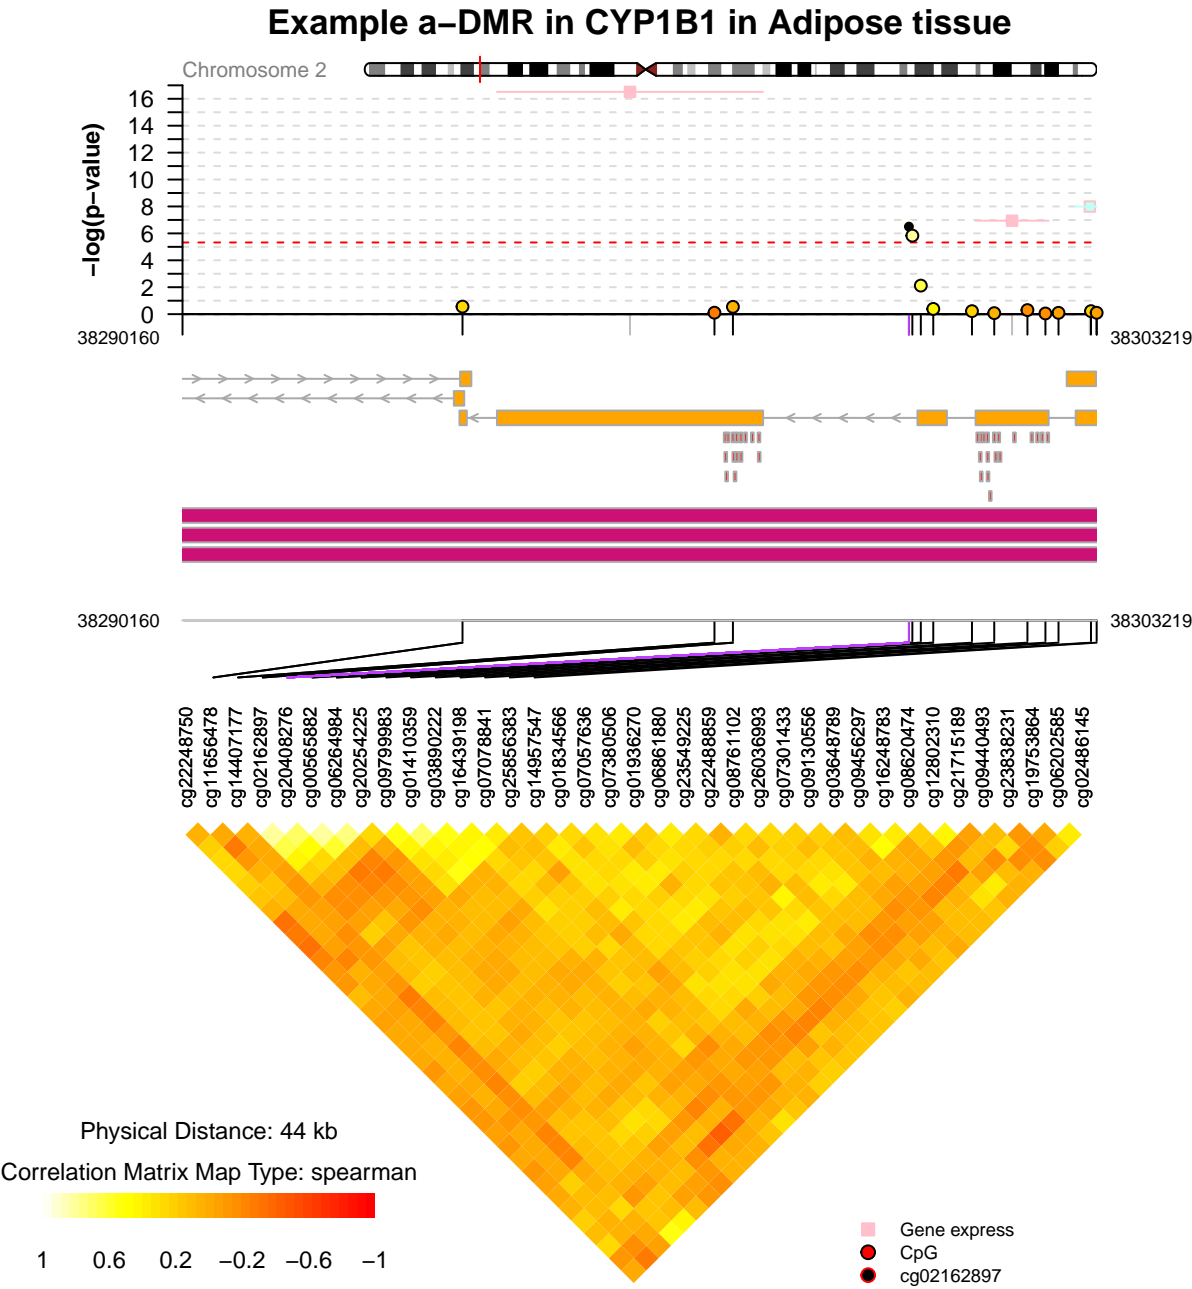 Example a−DMR in CYP1B1 in Adipose tissue
Chromosome 2
−log(p−value)
16
14
12
10
8
6
4
2
0
38290160
38303219
38290160
38303219
cg22248750
cg11656478
cg14407177
cg02162897
cg20408276
cg00565882
cg06264984
cg20254225
cg09799983
cg01410359
cg03890222
cg16439198
cg07078841
cg25856383
cg14957547
cg01834566
cg07057636
cg07380506
cg01936270
cg06861880
cg23549225
cg22488859
cg08761102
cg26036993
cg07301433
cg09130556
cg03648789
cg09456297
cg16248783
cg08620474
cg12802310
cg21715189
cg09440493
cg23838231
cg19753864
cg06202585
cg02486145
Physical Distance: 44 kb
Correlation Matrix Map Type: spearman
1 0.6 0.2 −0.2 −0.6 −1
Gene express
CpG
cg02162897